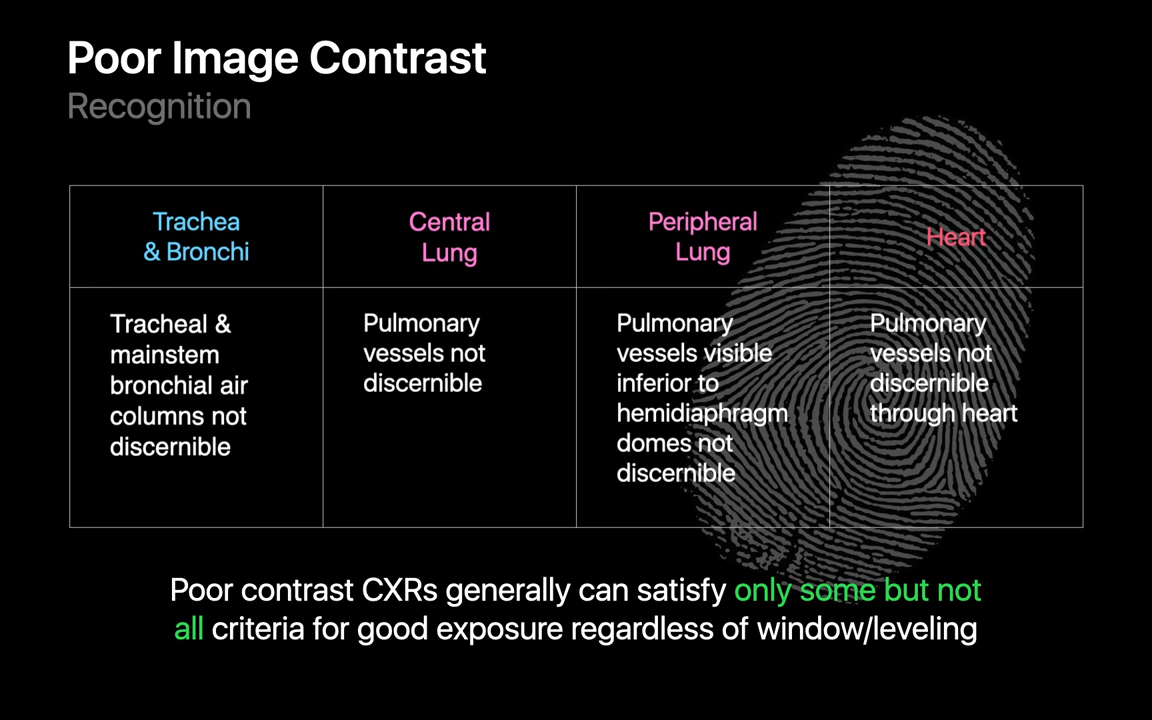 Poor Image Contrast
Recognition
Trachea
& Bronchi
Central
Lung
Peripheral
Lung
Heart
Tracheal &
mainstem
bronchial air
columns not
discernible
Pulmonary
vessels not
discernible
Pulmonary
vessels visible
inferior to
hemidiaphragm
domes not
discernible
Pulmonary
vessels not
discernible
through heart
Poor contrast CXRs generally can satisfy only some but not
all criteria for good exposure regardless of window/leveling